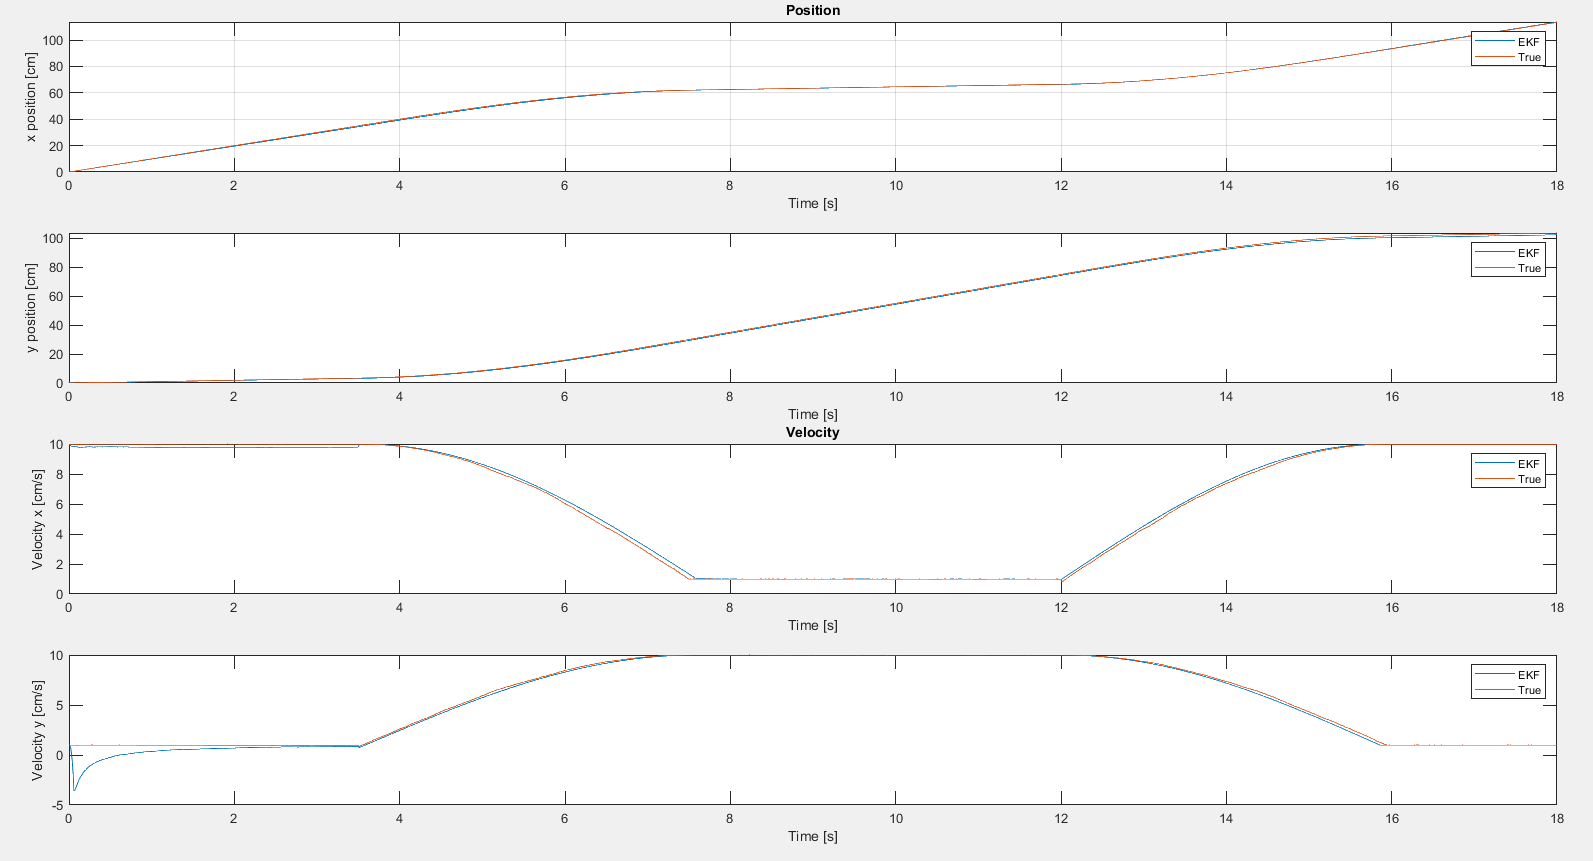 Position
x position [cm]
100
80
60
40
20
0
EKF
True
0 2 4 6 8 10 12 14 16 18
Time [s]
y position [cm]
100
80
60
40
20
0
EKF
True
0 2 4 6 8 10 12 14 16 18
Time [s]
Velocity
Velocity x [cm/s]
10
8
6
4
2
0
EKF
True
0 2 4 6 8 10 12 14 16 18
Time [s]
Velocity y [cm/s]
10
5
0
-5
EKF
True
0 2 4 6 8 10 12 14 16 18
Time [s]